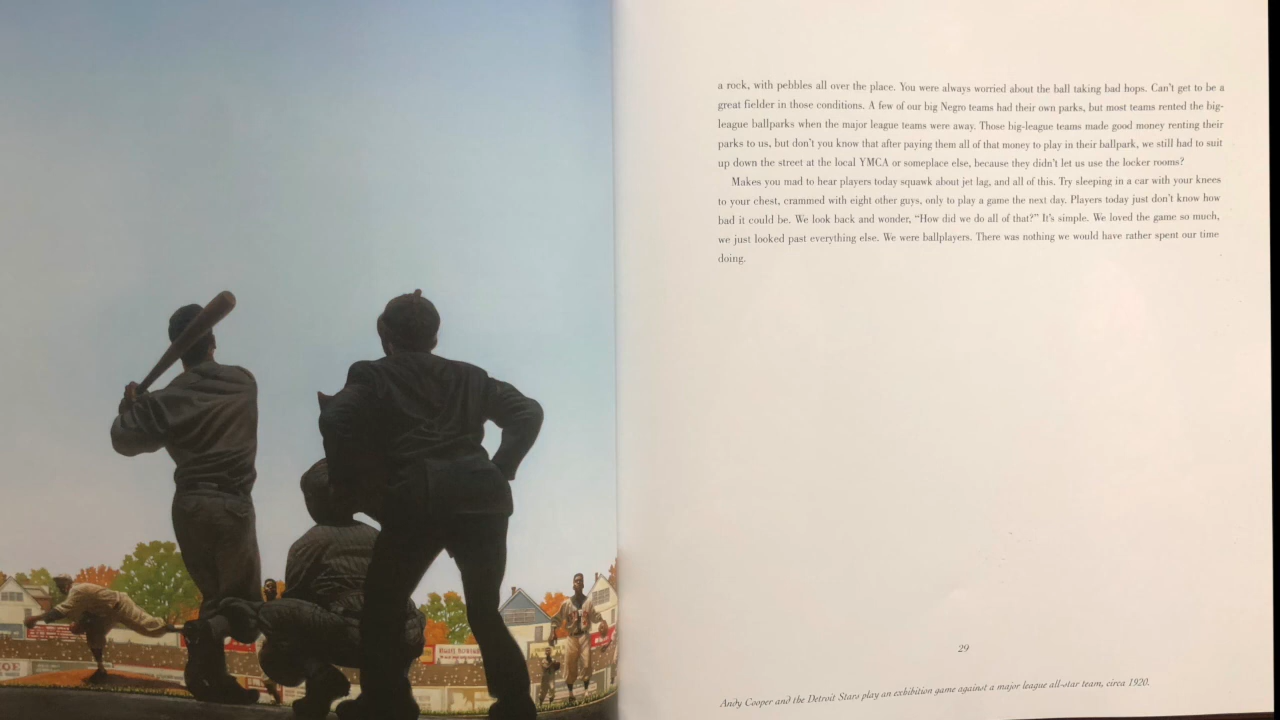 a rock, with pebbles all over the place. You were always worried about the ball taking bad hops. Can't get to be a
great fielder in those conditions. A few of our big Negro teams had their own parks, but most teams rented the big-
league ballparks when the major league teams were away. Those big-league teams made good money renting their
parks to us, but don't you know that after paying them all of that money to play in their ballpark, we still had to suit
up down the street at the local YMCA or someplace else, because they didn't let us use the locker rooms?
Makes you mad to hear players today squawk about jet lag, and all of this. Try sleeping in a car with your knees
to your chest, crammed with eight other guys, only to play a game the next day. Players today just don't know how
bad it could be. We look back and wonder, “How did we do all of that?” It's simple. We loved the game so much,
we just looked past everything else. We were ballplayers. There was nothing we would have rather spent our time
doing.
29
Andy Cooper and the Detroit Stars play an exhibition game against a major league all-star team, circa 1920.